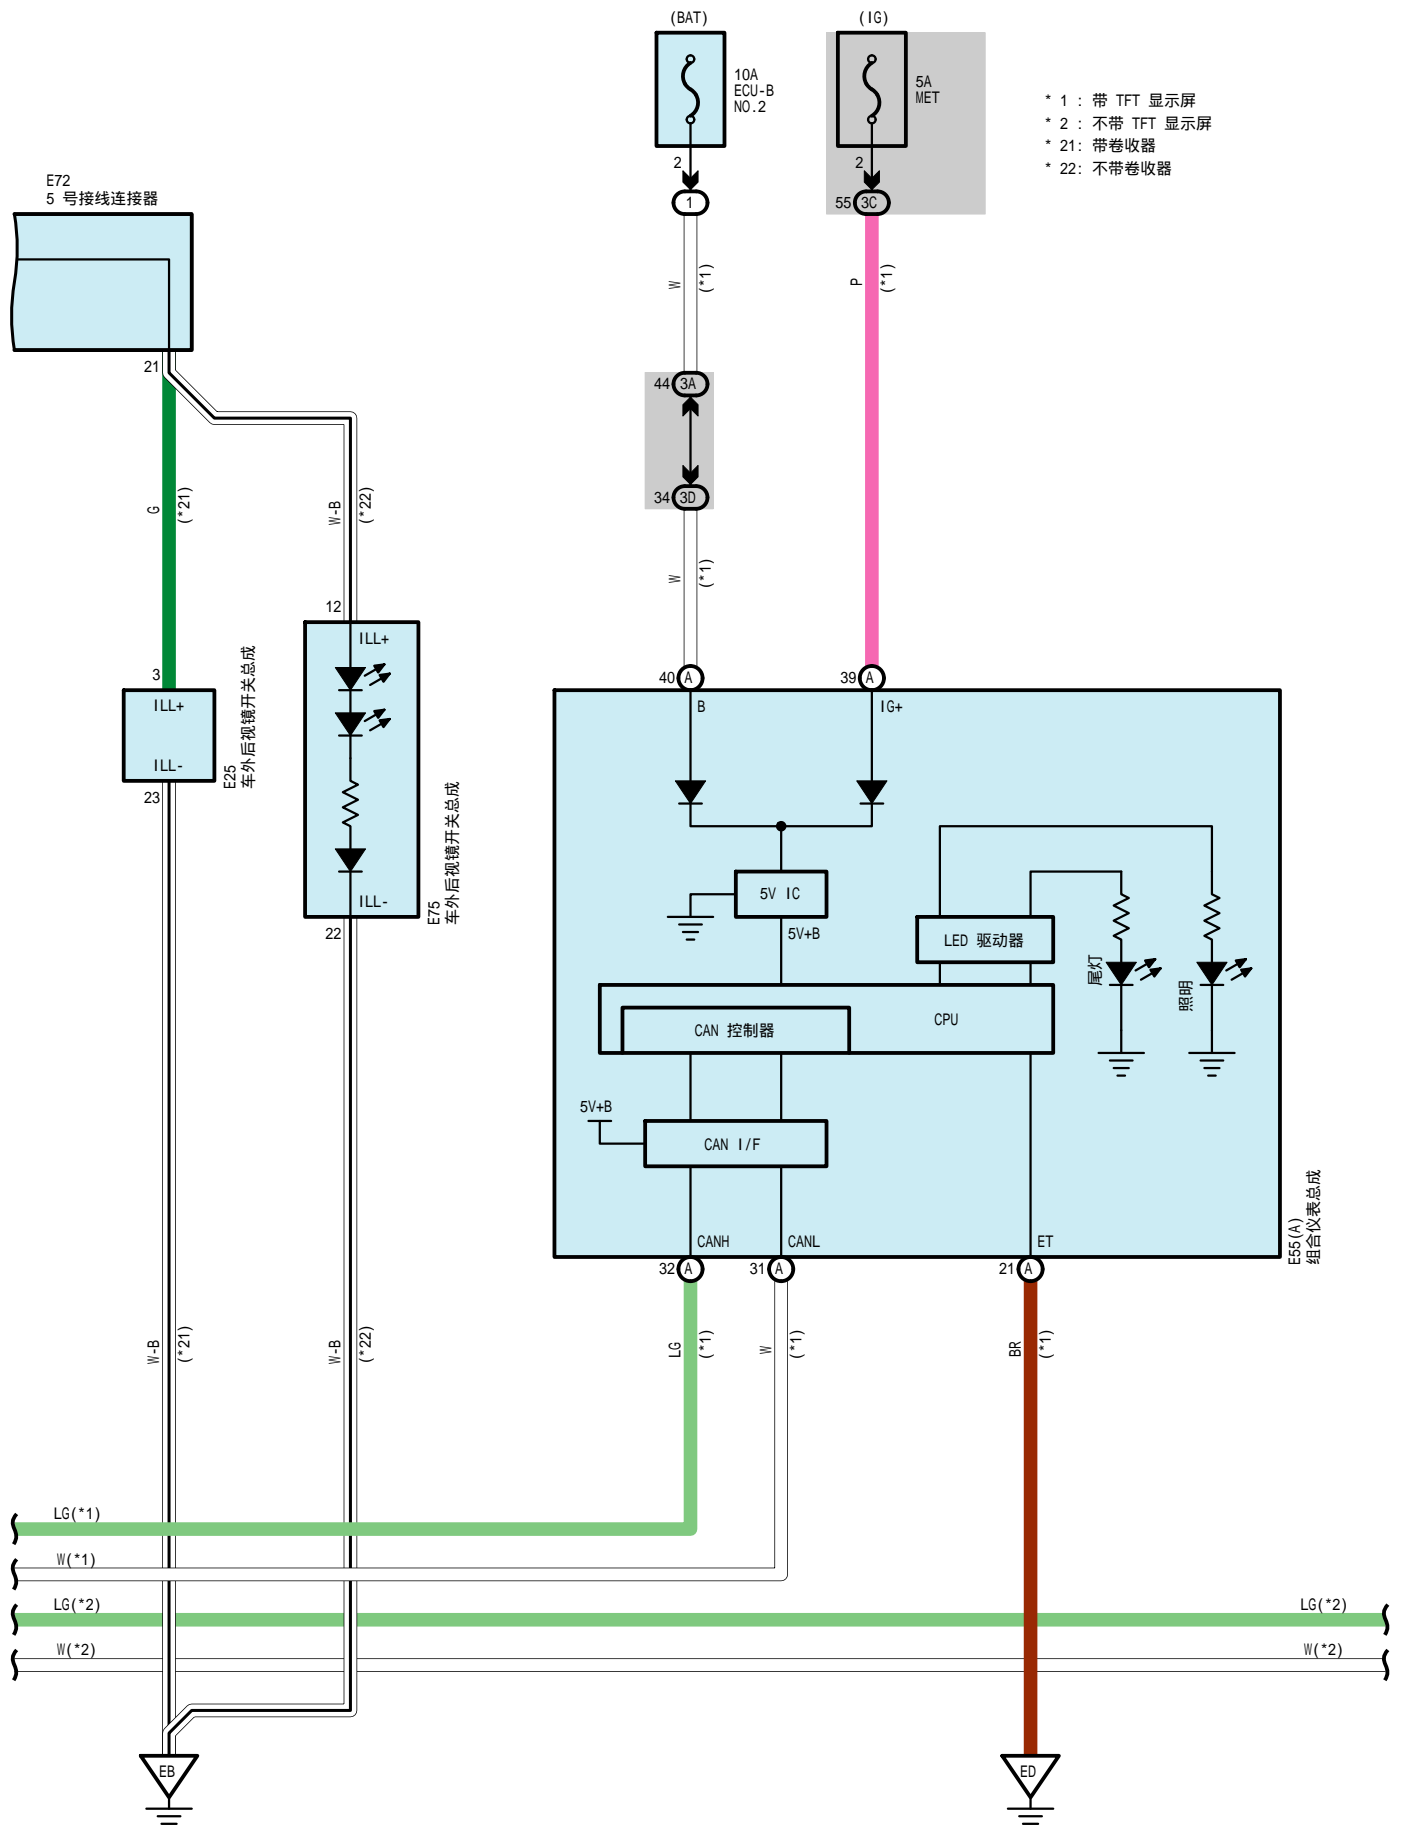 (BAT)
(IG)
10A
ECU-B
NO.2
5A
MET
* 1 : 带 TFT 显示屏
* 2 : 不带 TFT 显示屏
* 21: 带卷收器
* 22: 不带卷收器
2
2
1
55
3C
E72
5 号接线连接器
W
(*1)
P
(*1)
21
44
3A
34
3D
G
(*21)
W-B
(*22)
W
(*1)
12
ILL+
3
ILL+
ILL-
23
E25
车外后视镜开关总成
ILL-
22
E75
车外后视镜开关总成
40
A
39
A
B
IG+
5V IC
5V+B
LED 驱动器
尾灯
照明
CPU
CAN 控制器
5V+B
CAN I/F
CANH
CANL
ET
E55(A)
组合仪表总成
32
A
31
A
21
A
W-B
(*21)
W-B
(*22)
LG
(*1)
W
(*1)
BR
(*1)
LG(*1)
W(*1)
LG(*2)
LG(*2)
W(*2)
W(*2)
EB
ED